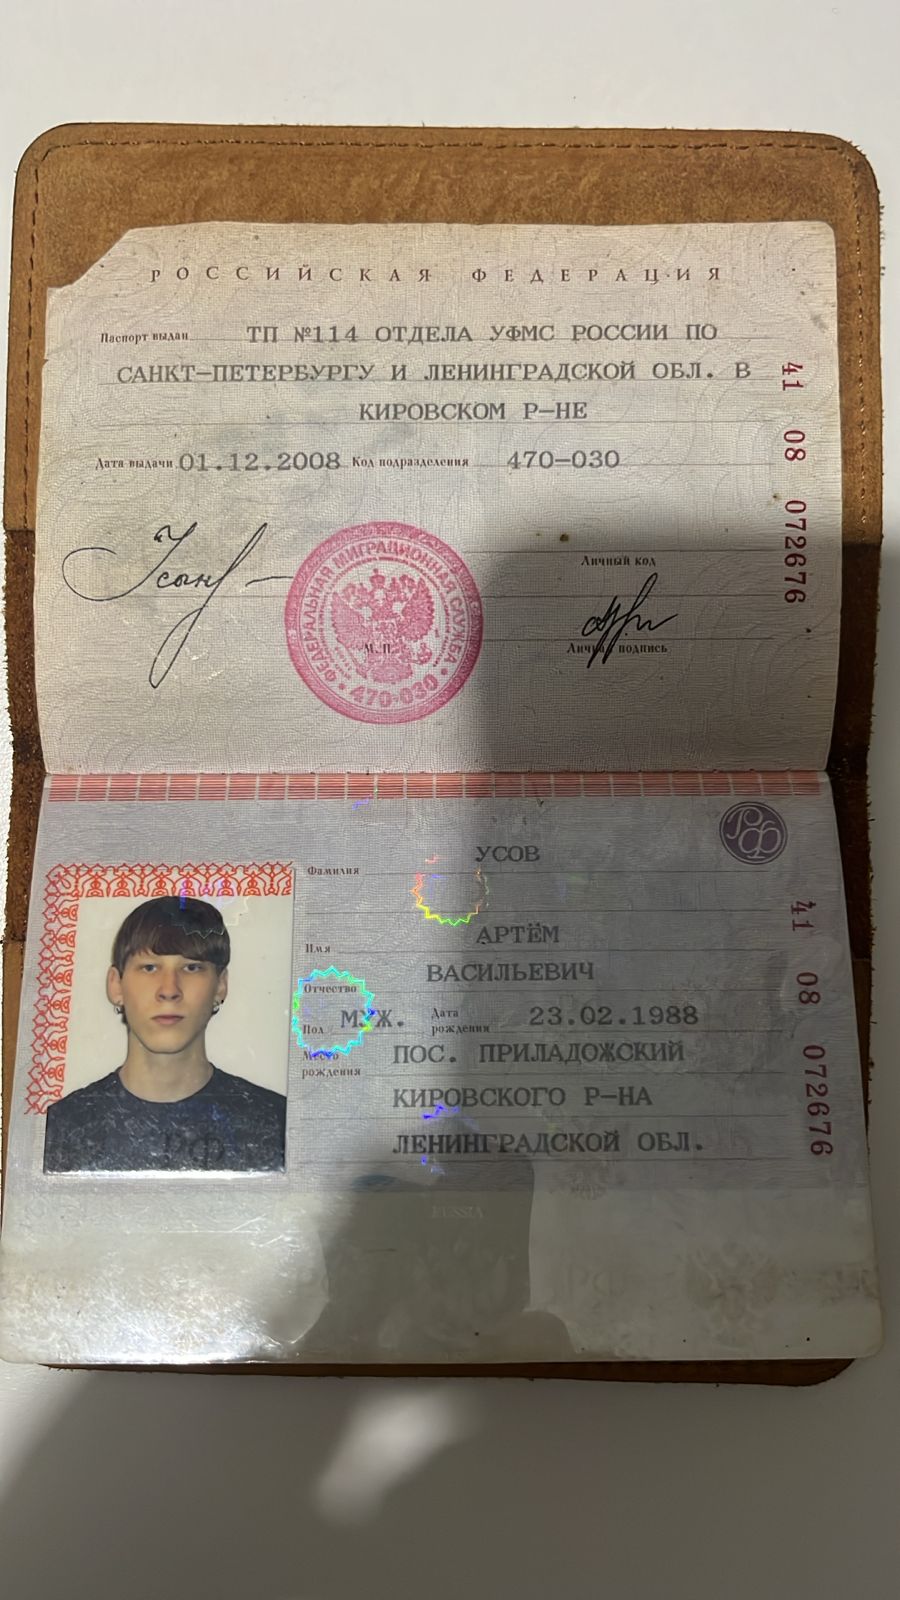 РОССИЙСКАЯ ФЕДЕРАЦИЯ
Паспорт выдан ТП №114 ОТДЕЛА УФМС РОССИИ ПО
САНКТ-ПЕТЕРБУРГУ И ЛЕНИНГРАДСКОЙ ОБЛ. В
КИРОВСКОМ Р-НЕ
Дата выдачи 01.12.2008 Код подразделения 470-030
41 08 072676
ФЕДЕРАЛЬНАЯ МИГРАЦИОННАЯ СЛУЖБА
М. П.
470-030
Личный код
Личная подпись
РФ
Фамилия УСОВ
Имя АРТЁМ
Отчество ВАСИЛЬЕВИЧ
Пол МУЖ. Дата рождения 23.02.1988
Место рождения ПОС. ПРИЛАДОЖСКИЙ
КИРОВСКОГО Р-НА
ЛЕНИНГРАДСКОЙ ОБЛ.
41 08 072676
RUSSIA